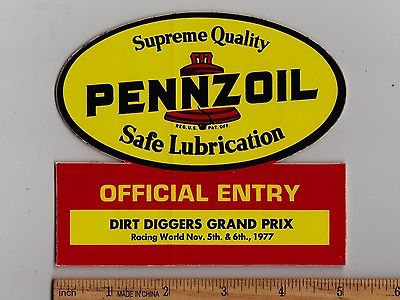 Supreme Quality
PENNZOIL
REG. U.S. PAT. OFF.
Safe Lubrication
OFFICIAL ENTRY
DIRT DIGGERS GRAND PRIX
Racing World Nov. 5th. & 6th., 1977
inch 1 MADE IN CHINA 2 3 4 5 6